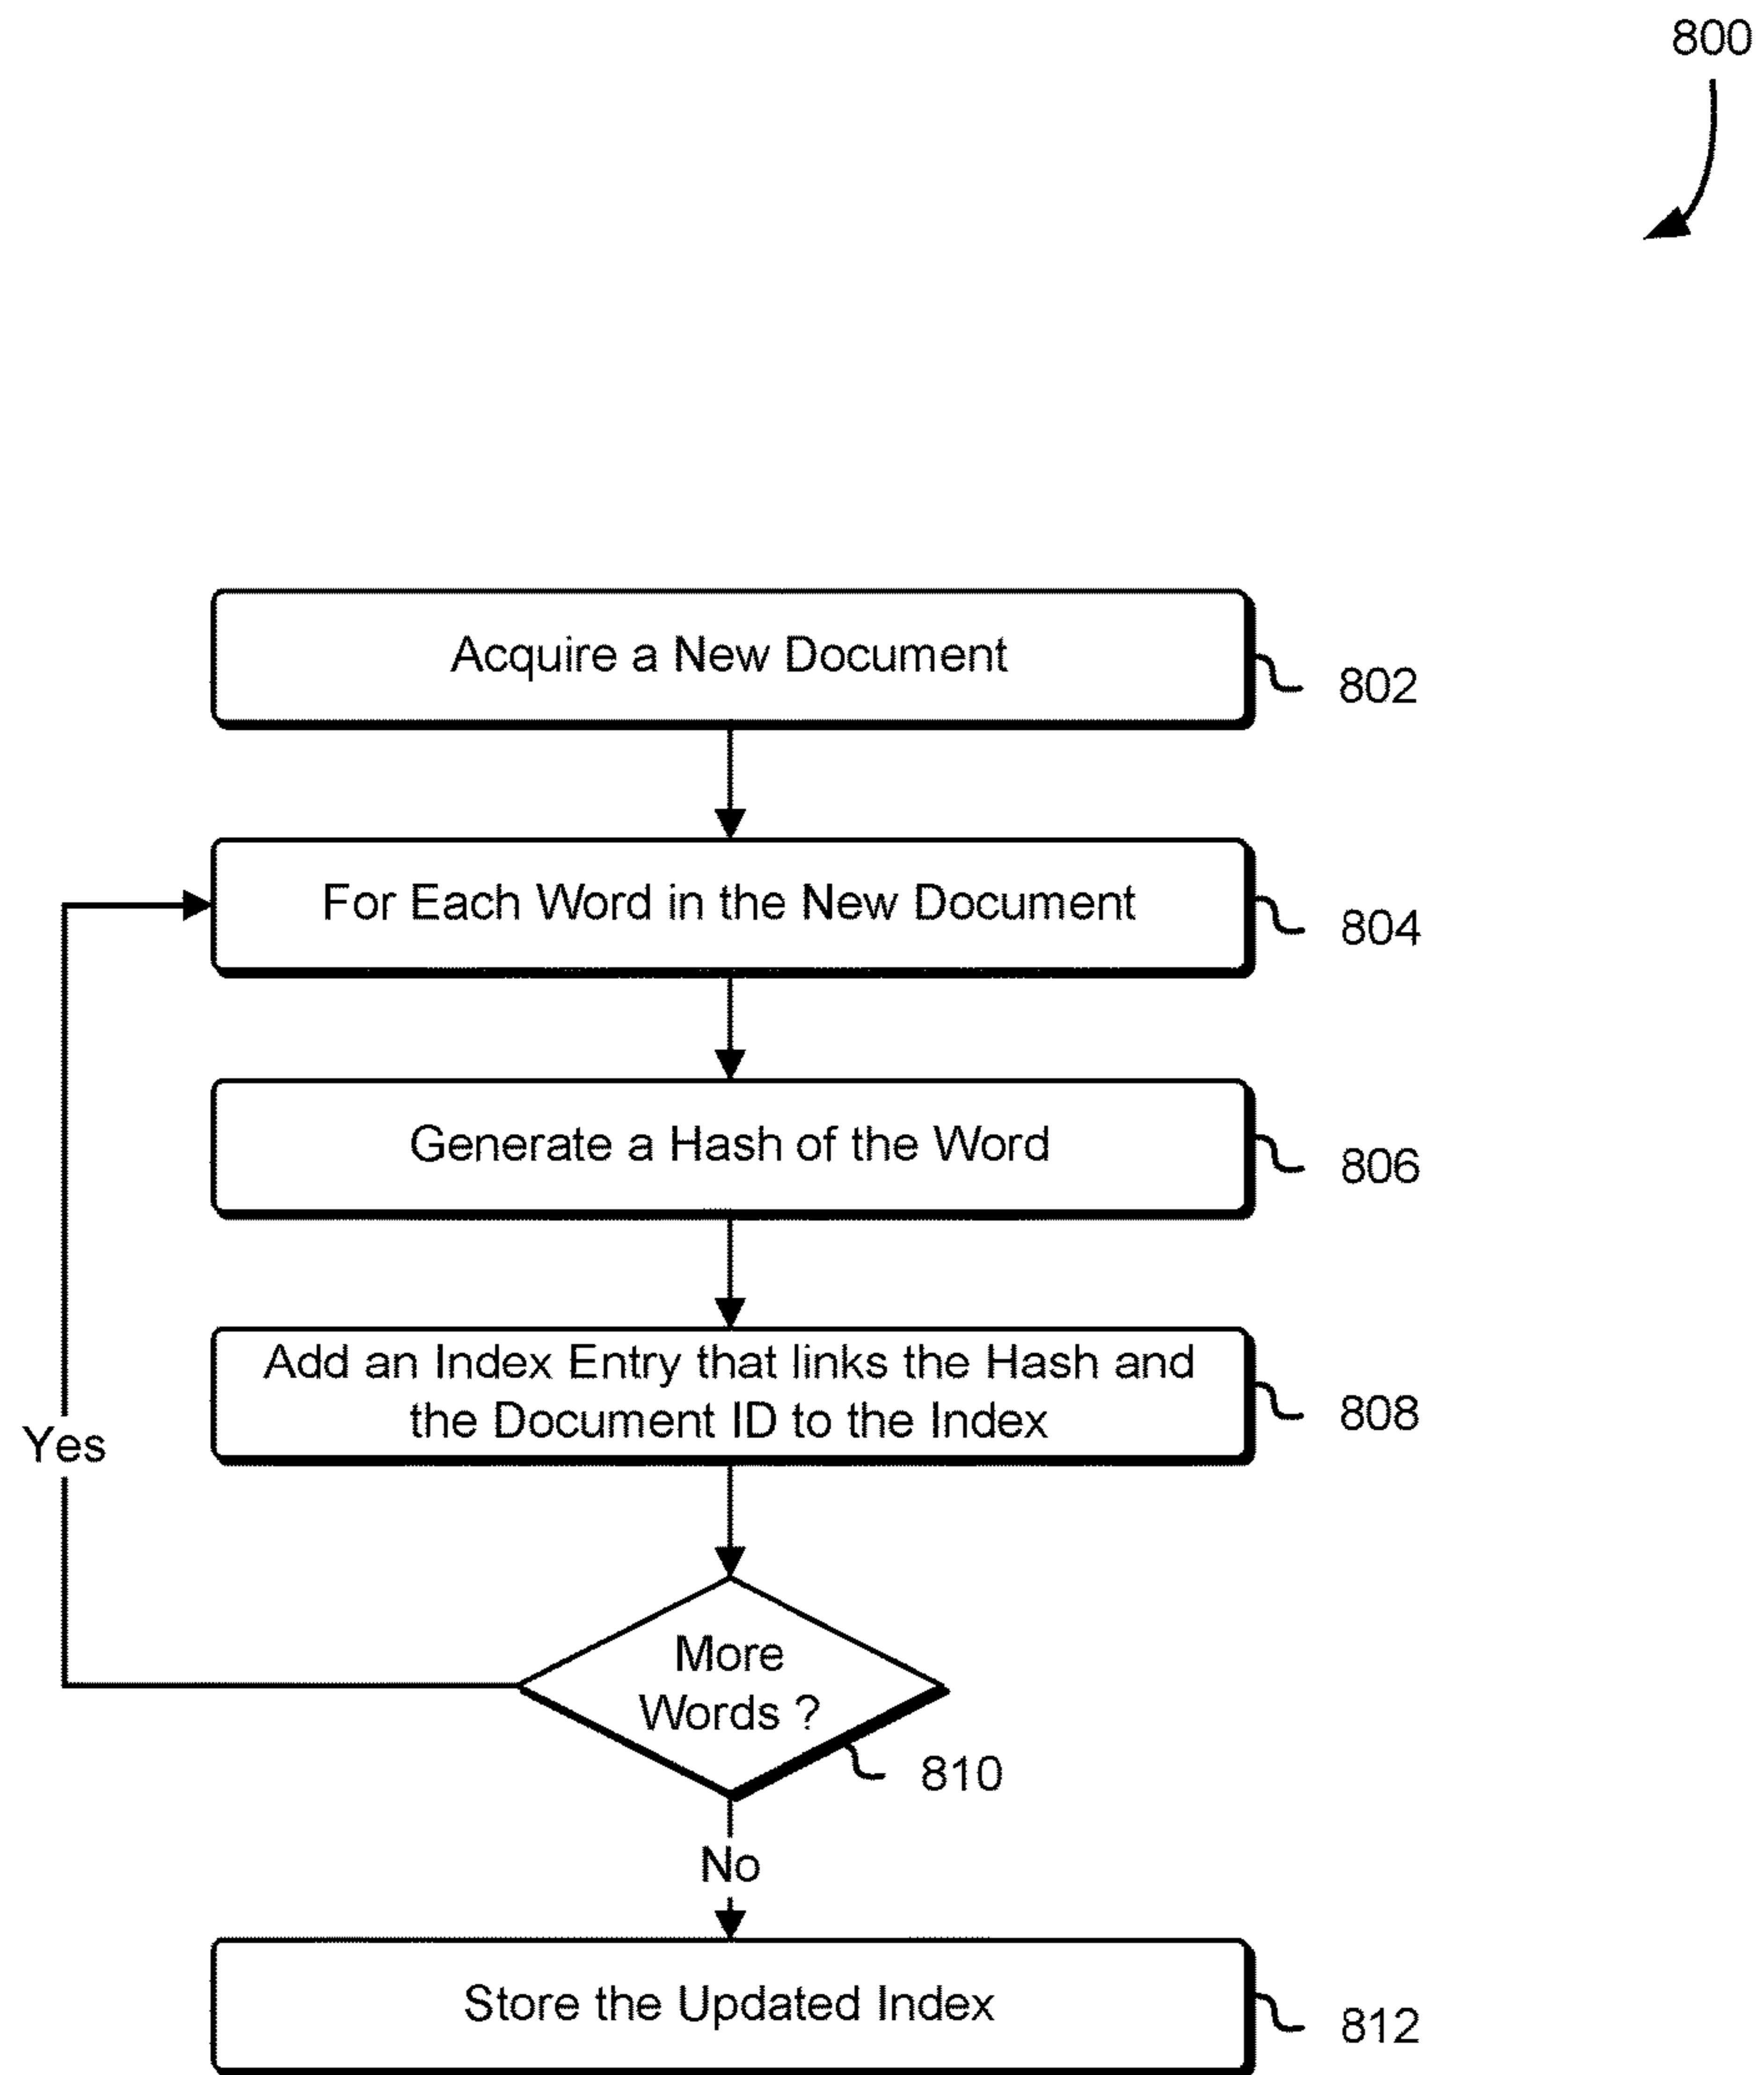 800
Acquire a New Document
802
For Each Word in the New Document
804
Generate a Hash of the Word
806
Add an Index Entry that links the Hash and
the Document ID to the Index
808
Yes
More
Words ?
810
No
Store the Updated Index
812